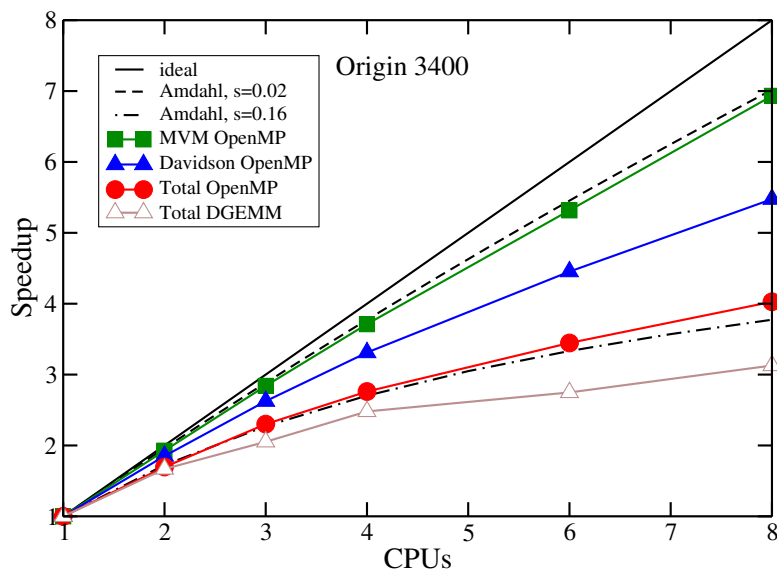 Origin 3400
ideal
Amdahl, s=0.02
Amdahl, s=0.16
MVM OpenMP
Davidson OpenMP
Total OpenMP
Total DGEMM
Speedup
8
7
6
5
4
3
2
1
1 2 3 4 5 6 7 8
CPUs